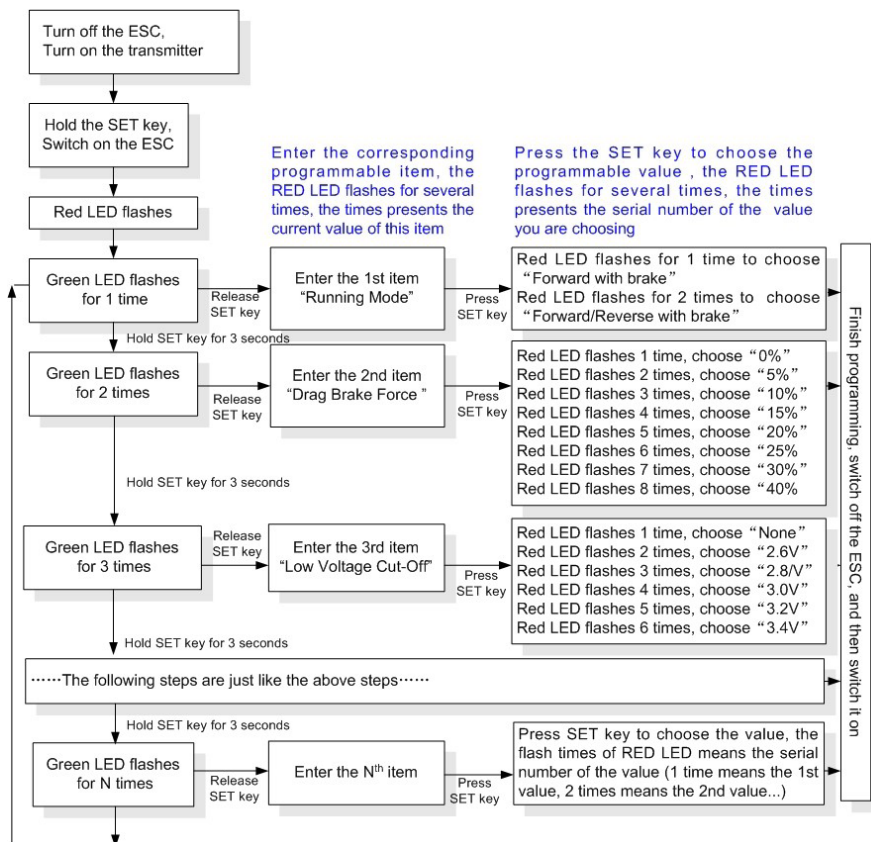 Turn off the ESC,
Turn on the transmitter
Hold the SET key,
Switch on the ESC
Enter the corresponding
programmable item, the
RED LED flashes for several
times, the times presents the
current value of this item
Press the SET key to choose the
programmable value , the RED LED
flashes for several times, the times
presents the serial number of the value
you are choosing
Red LED flashes
Green LED flashes
for 1 time
Release
SET key
Enter the 1st item
“Running Mode”
Press
SET key
Red LED flashes for 1 time to choose
“Forward with brake”
Red LED flashes for 2 times to choose
“Forward/Reverse with brake”
Hold SET key for 3 seconds
Green LED flashes
for 2 times
Release
SET key
Enter the 2nd item
“Drag Brake Force ”
Press
SET key
Red LED flashes 1 time, choose “0%”
Red LED flashes 2 times, choose “5%”
Red LED flashes 3 times, choose “10%”
Red LED flashes 4 times, choose “15%”
Red LED flashes 5 times, choose “20%”
Red LED flashes 6 times, choose “25%
Red LED flashes 7 times, choose “30%”
Red LED flashes 8 times, choose “40%
Hold SET key for 3 seconds
Green LED flashes
for 3 times
Release
SET key
Enter the 3rd item
“Low Voltage Cut-Off”
Press
SET key
Red LED flashes 1 time, choose “None”
Red LED flashes 2 times, choose “2.6V”
Red LED flashes 3 times, choose “2.8/V”
Red LED flashes 4 times, choose “3.0V”
Red LED flashes 5 times, choose “3.2V”
Red LED flashes 6 times, choose “3.4V”
Hold SET key for 3 seconds
······The following steps are just like the above steps······
Hold SET key for 3 seconds
Green LED flashes
for N times
Release
SET key
Enter the Nth item
Press
SET key
Press SET key to choose the value, the
flash times of RED LED means the serial
number of the value (1 time means the 1st
value, 2 times means the 2nd value...)
Finish programming, switch off the ESC, and then switch it on